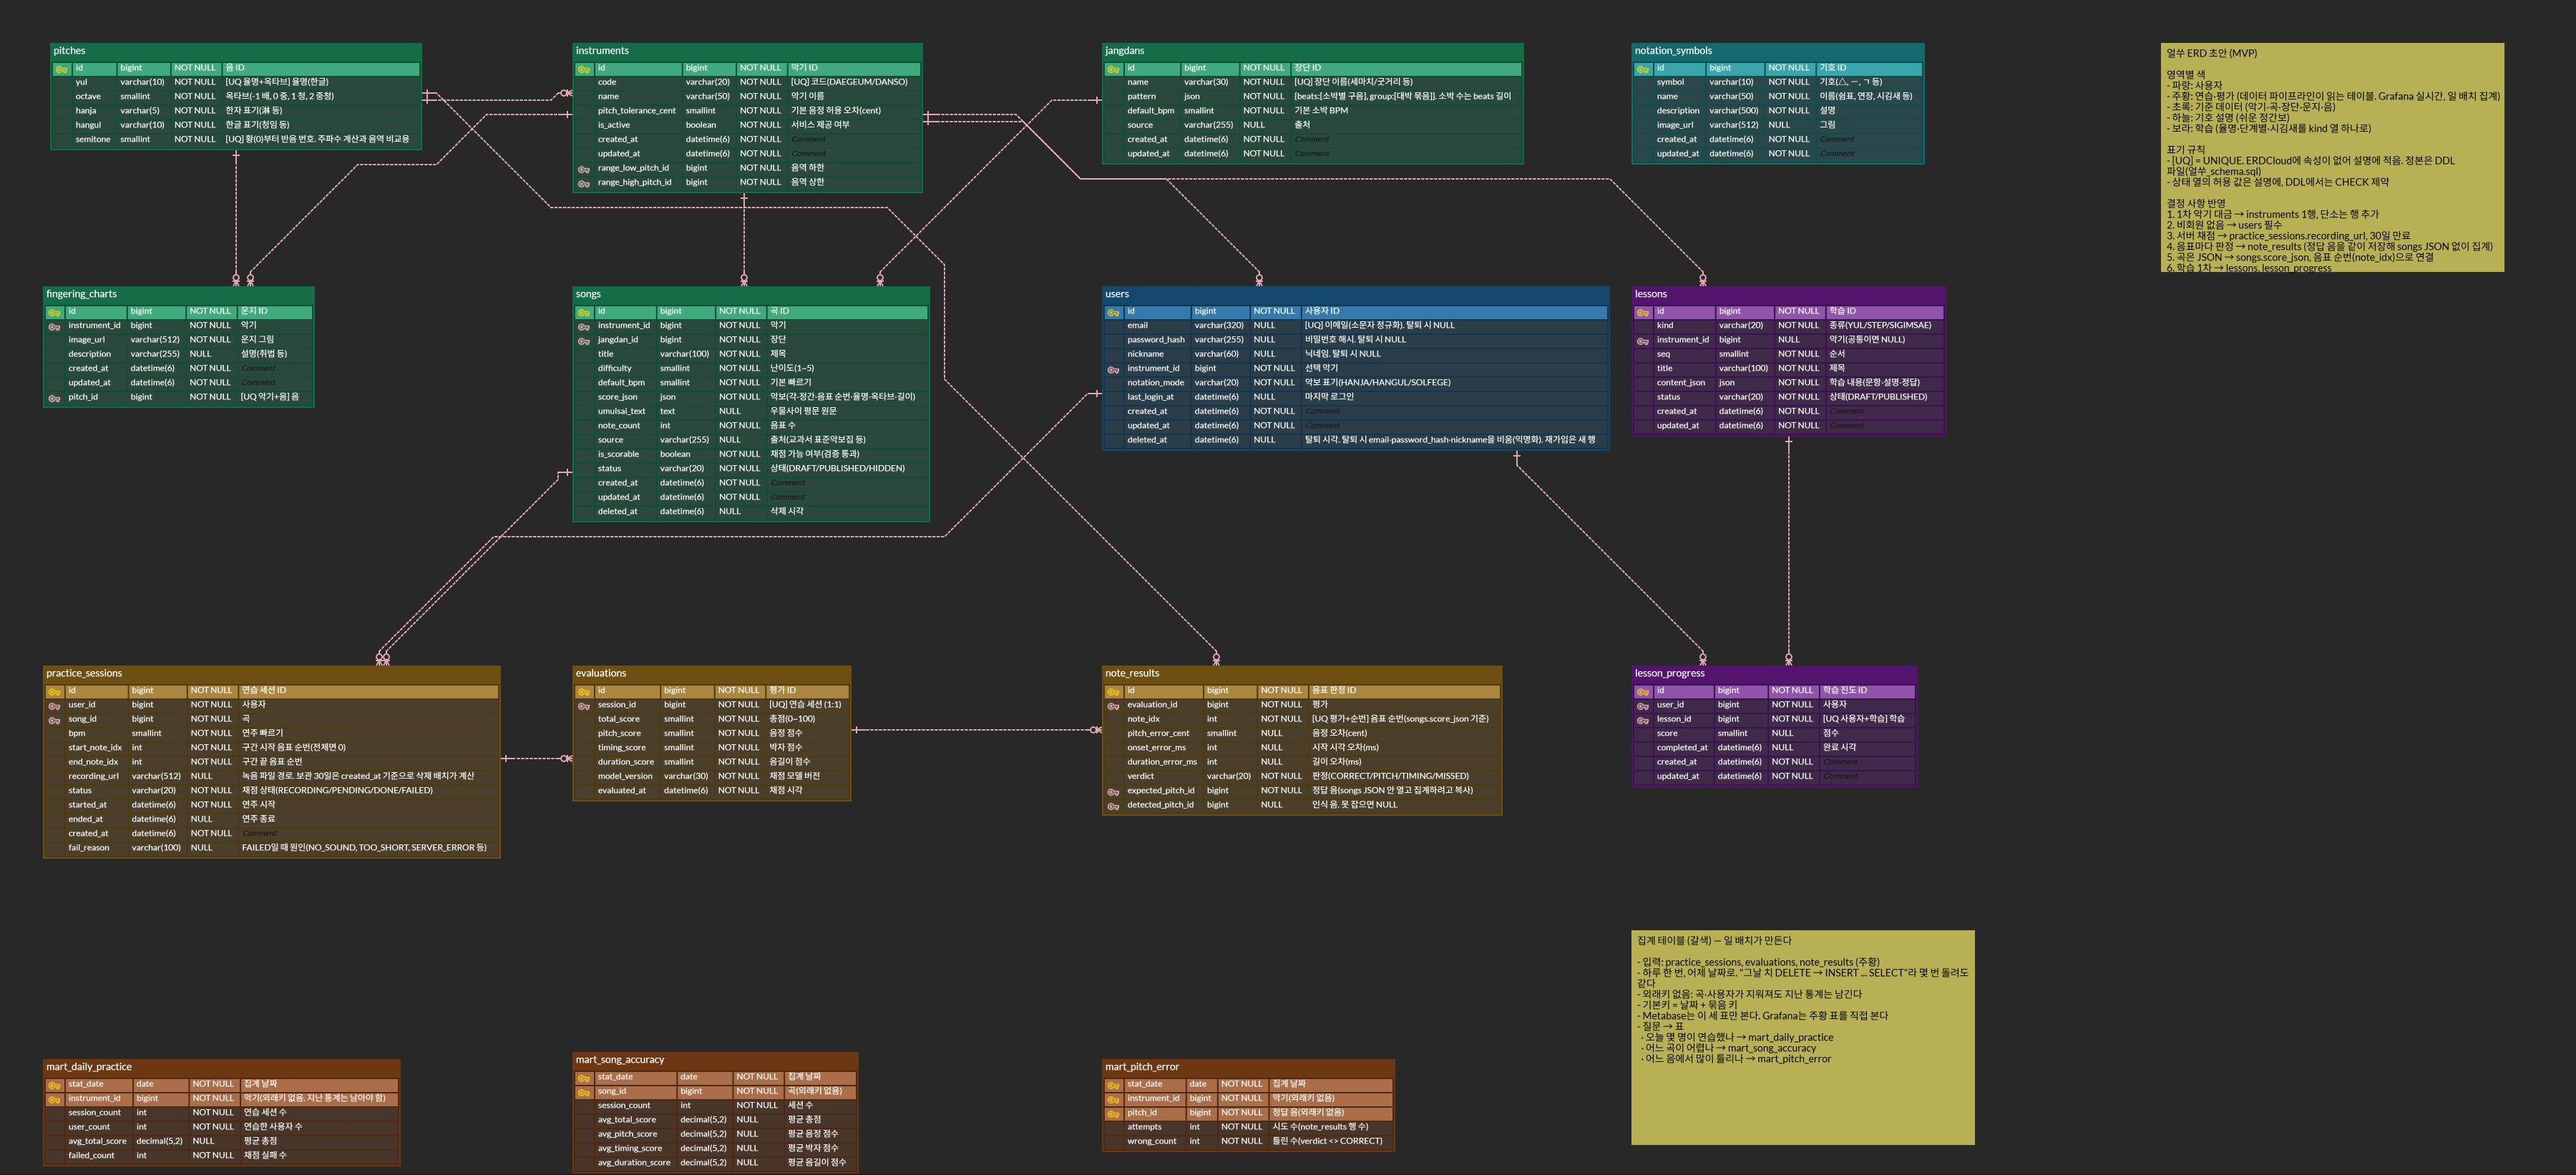 pitches
id bigint NOT NULL 음 ID
yul varchar(10) NOT NULL [UQ 율명+옥타브] 율명(한글)
octave smallint NOT NULL 옥타브(-1 배, 0 중, 1 청, 2 중청)
hanja varchar(5) NOT NULL 한자 표기(淋 등)
hangul varchar(10) NOT NULL 한글 표기(청임 등)
semitone smallint NOT NULL [UQ] 황(0)부터 반음 번호. 주파수 계산과 음역 비교용
instruments
id bigint NOT NULL 악기 ID
code varchar(20) NOT NULL [UQ] 코드(DAEGEUM/DANSO)
name varchar(50) NOT NULL 악기 이름
pitch_tolerance_cent smallint NOT NULL 기본 음정 허용 오차(cent)
is_active boolean NOT NULL 서비스 제공 여부
created_at datetime(6) NOT NULL Comment
updated_at datetime(6) NOT NULL Comment
range_low_pitch_id bigint NOT NULL 음역 하한
range_high_pitch_id bigint NOT NULL 음역 상한
jangdans
id bigint NOT NULL 장단 ID
name varchar(30) NOT NULL [UQ] 장단 이름(세마치/굿거리 등)
pattern json NOT NULL {beats:[소박별 구음], group:[대박 묶음]}. 소박 수는 beats 길이
default_bpm smallint NOT NULL 기본 소박 BPM
source varchar(255) NULL 출처
created_at datetime(6) NOT NULL Comment
updated_at datetime(6) NOT NULL Comment
notation_symbols
id bigint NOT NULL 기호 ID
symbol varchar(10) NOT NULL 기호(△, ㅡ, ㄱ 등)
name varchar(50) NOT NULL 이름(쉼표, 연장, 시김새 등)
description varchar(500) NOT NULL 설명
image_url varchar(512) NULL 그림
created_at datetime(6) NOT NULL Comment
updated_at datetime(6) NOT NULL Comment
얼쑤 ERD 초안 (MVP)
영역별 색
- 파랑: 사용자
- 주황: 연습·평가 (데이터 파이프라인이 읽는 테이블. Grafana 실시간, 일 배치 집계)
- 초록: 기준 데이터 (악기·곡·장단·운지·음)
- 하늘: 기호 설명 (쉬운 정간보)
- 보라: 학습 (율명·단계별·시김새를 kind 열 하나로)
표기 규칙
- [UQ] = UNIQUE. ERDCloud에 속성이 없어 설명에 적음. 정본은 DDL
파일(얼쑤_schema.sql)
- 상태 열의 허용 값은 설명에, DDL에서는 CHECK 제약
결정 사항 반영
1. 1차 악기 대금 → instruments 1행, 단소는 행 추가
2. 비회원 없음 → users 필수
3. 서버 채점 → practice_sessions.recording_url, 30일 만료
4. 음표마다 판정 → note_results (정답 음을 같이 저장해 songs JSON 없이 집계)
5. 곡은 JSON → songs.score_json, 음표 순번(note_idx)으로 연결
6. 학습 1차 → lessons, lesson_progress
fingering_charts
id bigint NOT NULL 운지 ID
instrument_id bigint NOT NULL 악기
image_url varchar(512) NOT NULL 운지 그림
description varchar(255) NULL 설명(취법 등)
created_at datetime(6) NOT NULL Comment
updated_at datetime(6) NOT NULL Comment
pitch_id bigint NOT NULL [UQ 악기+음] 음
songs
id bigint NOT NULL 곡 ID
instrument_id bigint NOT NULL 악기
jangdan_id bigint NOT NULL 장단
title varchar(100) NOT NULL 제목
difficulty smallint NOT NULL 난이도(1~5)
default_bpm smallint NOT NULL 기본 빠르기
score_json json NOT NULL 악보(각·정간·음표 순번·율명·옥타브·길이)
umulsai_text text NULL 우물사이 평문 원문
note_count int NOT NULL 음표 수
source varchar(255) NULL 출처(교과서 표준악보집 등)
is_scorable boolean NOT NULL 채점 가능 여부(검증 통과)
status varchar(20) NOT NULL 상태(DRAFT/PUBLISHED/HIDDEN)
created_at datetime(6) NOT NULL Comment
updated_at datetime(6) NOT NULL Comment
deleted_at datetime(6) NULL 삭제 시각
users
id bigint NOT NULL 사용자 ID
email varchar(320) NULL [UQ] 이메일(소문자 정규화). 탈퇴 시 NULL
password_hash varchar(255) NULL 비밀번호 해시. 탈퇴 시 NULL
nickname varchar(60) NULL 닉네임. 탈퇴 시 NULL
instrument_id bigint NOT NULL 선택 악기
notation_mode varchar(20) NOT NULL 악보 표기(HANJA/HANGUL/SOLFEGE)
last_login_at datetime(6) NULL 마지막 로그인
created_at datetime(6) NOT NULL Comment
updated_at datetime(6) NOT NULL Comment
deleted_at datetime(6) NULL 탈퇴 시각. 탈퇴 시 email·password_hash·nickname을 비움(익명화). 재가입은 새 행
lessons
id bigint NOT NULL 학습 ID
kind varchar(20) NOT NULL 종류(YUL/STEP/SIGIMSAE)
instrument_id bigint NULL 악기(공통이면 NULL)
seq smallint NOT NULL 순서
title varchar(100) NOT NULL 제목
content_json json NOT NULL 학습 내용(문항·설명·정답)
status varchar(20) NOT NULL 상태(DRAFT/PUBLISHED)
created_at datetime(6) NOT NULL Comment
updated_at datetime(6) NOT NULL Comment
practice_sessions
id bigint NOT NULL 연습 세션 ID
user_id bigint NOT NULL 사용자
song_id bigint NOT NULL 곡
bpm smallint NOT NULL 연주 빠르기
start_note_idx int NOT NULL 구간 시작 음표 순번(전체면 0)
end_note_idx int NOT NULL 구간 끝 음표 순번
recording_url varchar(512) NULL 녹음 파일 경로. 보관 30일은 created_at 기준으로 삭제 배치가 계산
status varchar(20) NOT NULL 채점 상태(RECORDING/PENDING/DONE/FAILED)
started_at datetime(6) NOT NULL 연주 시작
ended_at datetime(6) NULL 연주 종료
created_at datetime(6) NOT NULL Comment
fail_reason varchar(100) NULL FAILED일 때 원인(NO_SOUND, TOO_SHORT, SERVER_ERROR 등)
evaluations
id bigint NOT NULL 평가 ID
session_id bigint NOT NULL [UQ] 연습 세션 (1:1)
total_score smallint NOT NULL 총점(0~100)
pitch_score smallint NOT NULL 음정 점수
timing_score smallint NOT NULL 박자 점수
duration_score smallint NOT NULL 음길이 점수
model_version varchar(30) NOT NULL 채점 모델 버전
evaluated_at datetime(6) NOT NULL 채점 시각
note_results
id bigint NOT NULL 음표 판정 ID
evaluation_id bigint NOT NULL 평가
note_idx int NOT NULL [UQ 평가+순번] 음표 순번(songs.score_json 기준)
pitch_error_cent smallint NULL 음정 오차(cent)
onset_error_ms int NULL 시작 시각 오차(ms)
duration_error_ms int NULL 길이 오차(ms)
verdict varchar(20) NOT NULL 판정(CORRECT/PITCH/TIMING/MISSED)
expected_pitch_id bigint NOT NULL 정답 음(songs JSON 안 열고 집계하려고 복사)
detected_pitch_id bigint NULL 인식 음. 못 잡으면 NULL
lesson_progress
id bigint NOT NULL 학습 진도 ID
user_id bigint NOT NULL 사용자
lesson_id bigint NOT NULL [UQ 사용자+학습] 학습
score smallint NULL 점수
completed_at datetime(6) NULL 완료 시각
created_at datetime(6) NOT NULL Comment
updated_at datetime(6) NOT NULL Comment
집계 테이블 (갈색) — 일 배치가 만든다
- 입력: practice_sessions, evaluations, note_results (주황)
- 하루 한 번, 어제 날짜로. "그날 치 DELETE → INSERT ... SELECT"라 몇 번 돌려도
같다
- 외래키 없음: 곡·사용자가 지워져도 지난 통계는 남긴다
- 기본키 = 날짜 + 묶음 키
- Metabase는 이 세 표만 본다. Grafana는 주황 표를 직접 본다
- 질문 → 표
· 오늘 몇 명이 연습했나 → mart_daily_practice
· 어느 곡이 어렵나 → mart_song_accuracy
· 어느 음에서 많이 틀리나 → mart_pitch_error
mart_daily_practice
stat_date date NOT NULL 집계 날짜
instrument_id bigint NOT NULL 악기(외래키 없음. 지난 통계는 남아야 함)
session_count int NOT NULL 연습 세션 수
user_count int NOT NULL 연습한 사용자 수
avg_total_score decimal(5,2) NULL 평균 총점
failed_count int NOT NULL 채점 실패 수
mart_song_accuracy
stat_date date NOT NULL 집계 날짜
song_id bigint NOT NULL 곡(외래키 없음)
session_count int NOT NULL 세션 수
avg_total_score decimal(5,2) NULL 평균 총점
avg_pitch_score decimal(5,2) NULL 평균 음정 점수
avg_timing_score decimal(5,2) NULL 평균 박자 점수
avg_duration_score decimal(5,2) NULL 평균 음길이 점수
mart_pitch_error
stat_date date NOT NULL 집계 날짜
instrument_id bigint NOT NULL 악기(외래키 없음)
pitch_id bigint NOT NULL 정답 음(외래키 없음)
attempts int NOT NULL 시도 수(note_results 행 수)
wrong_count int NOT NULL 틀린 수(verdict <> CORRECT)